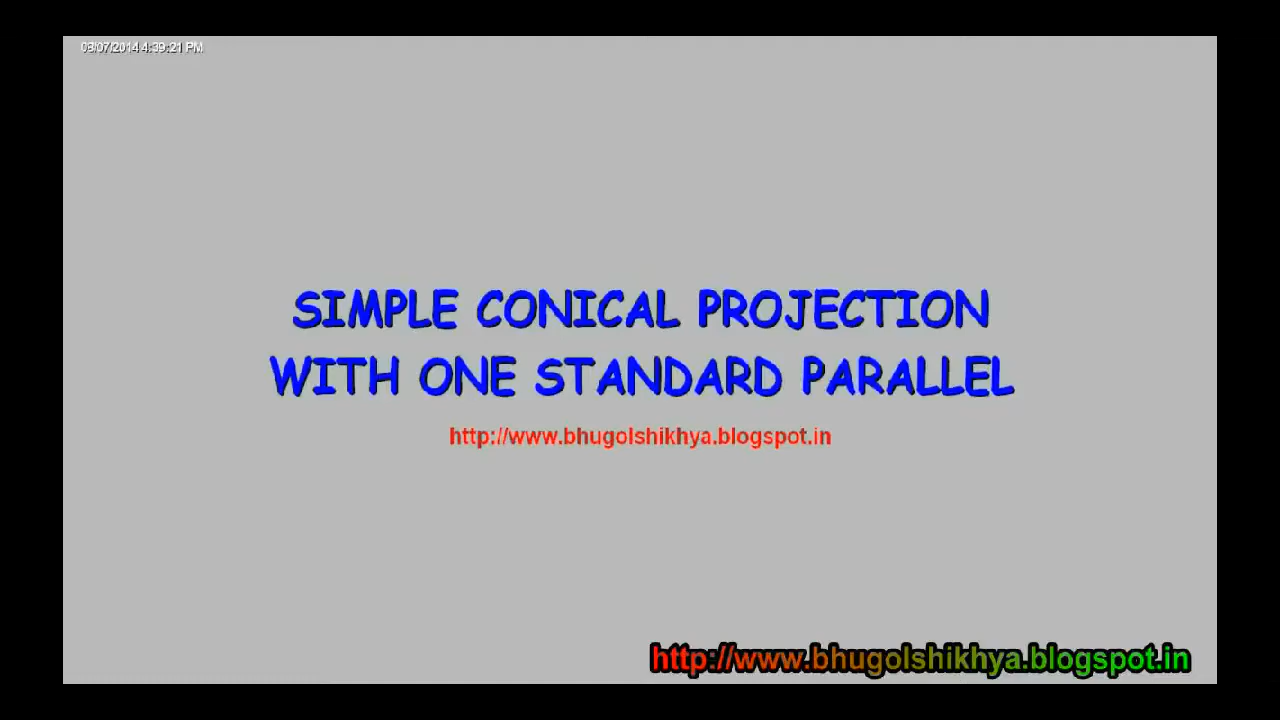 08/07/2014 4:39:21 PM
SIMPLE CONICAL PROJECTION
WITH ONE STANDARD PARALLEL
http://www.bhugolshikhya.blogspot.in
http://www.bhugolshikhya.blogspot.in